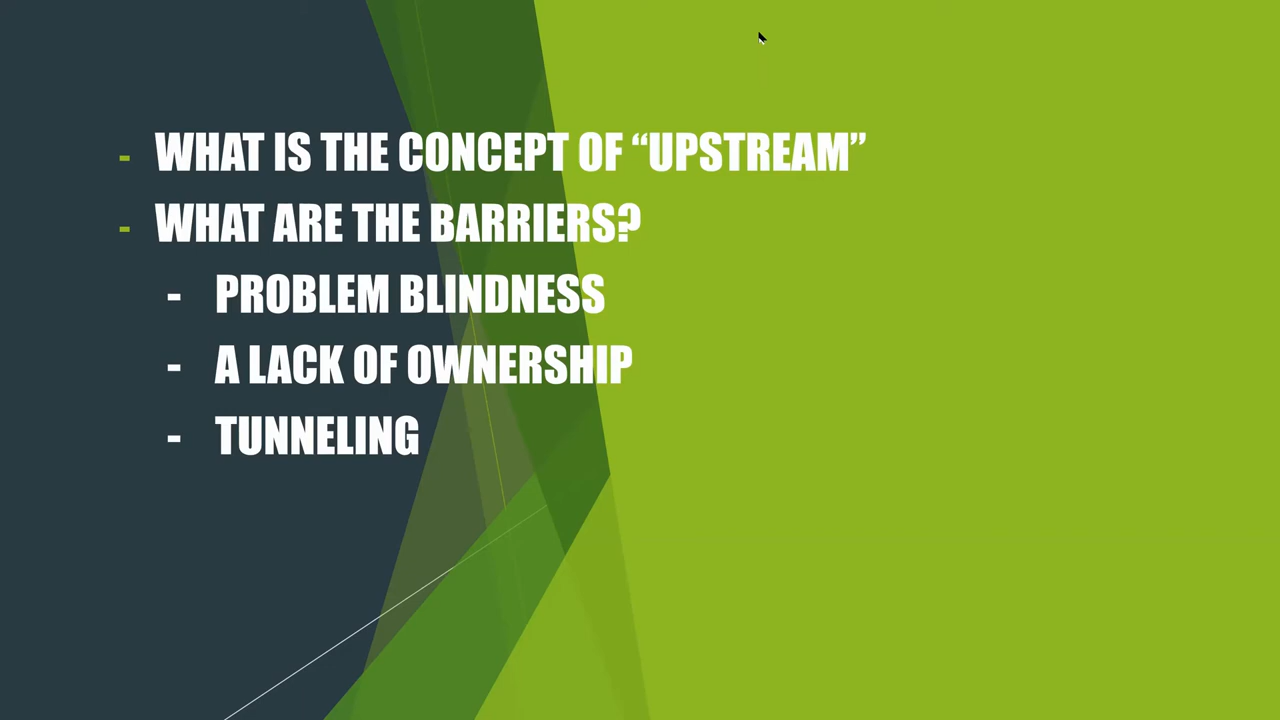 - WHAT IS THE CONCEPT OF “UPSTREAM”
- WHAT ARE THE BARRIERS?
- PROBLEM BLINDNESS
- A LACK OF OWNERSHIP
- TUNNELING